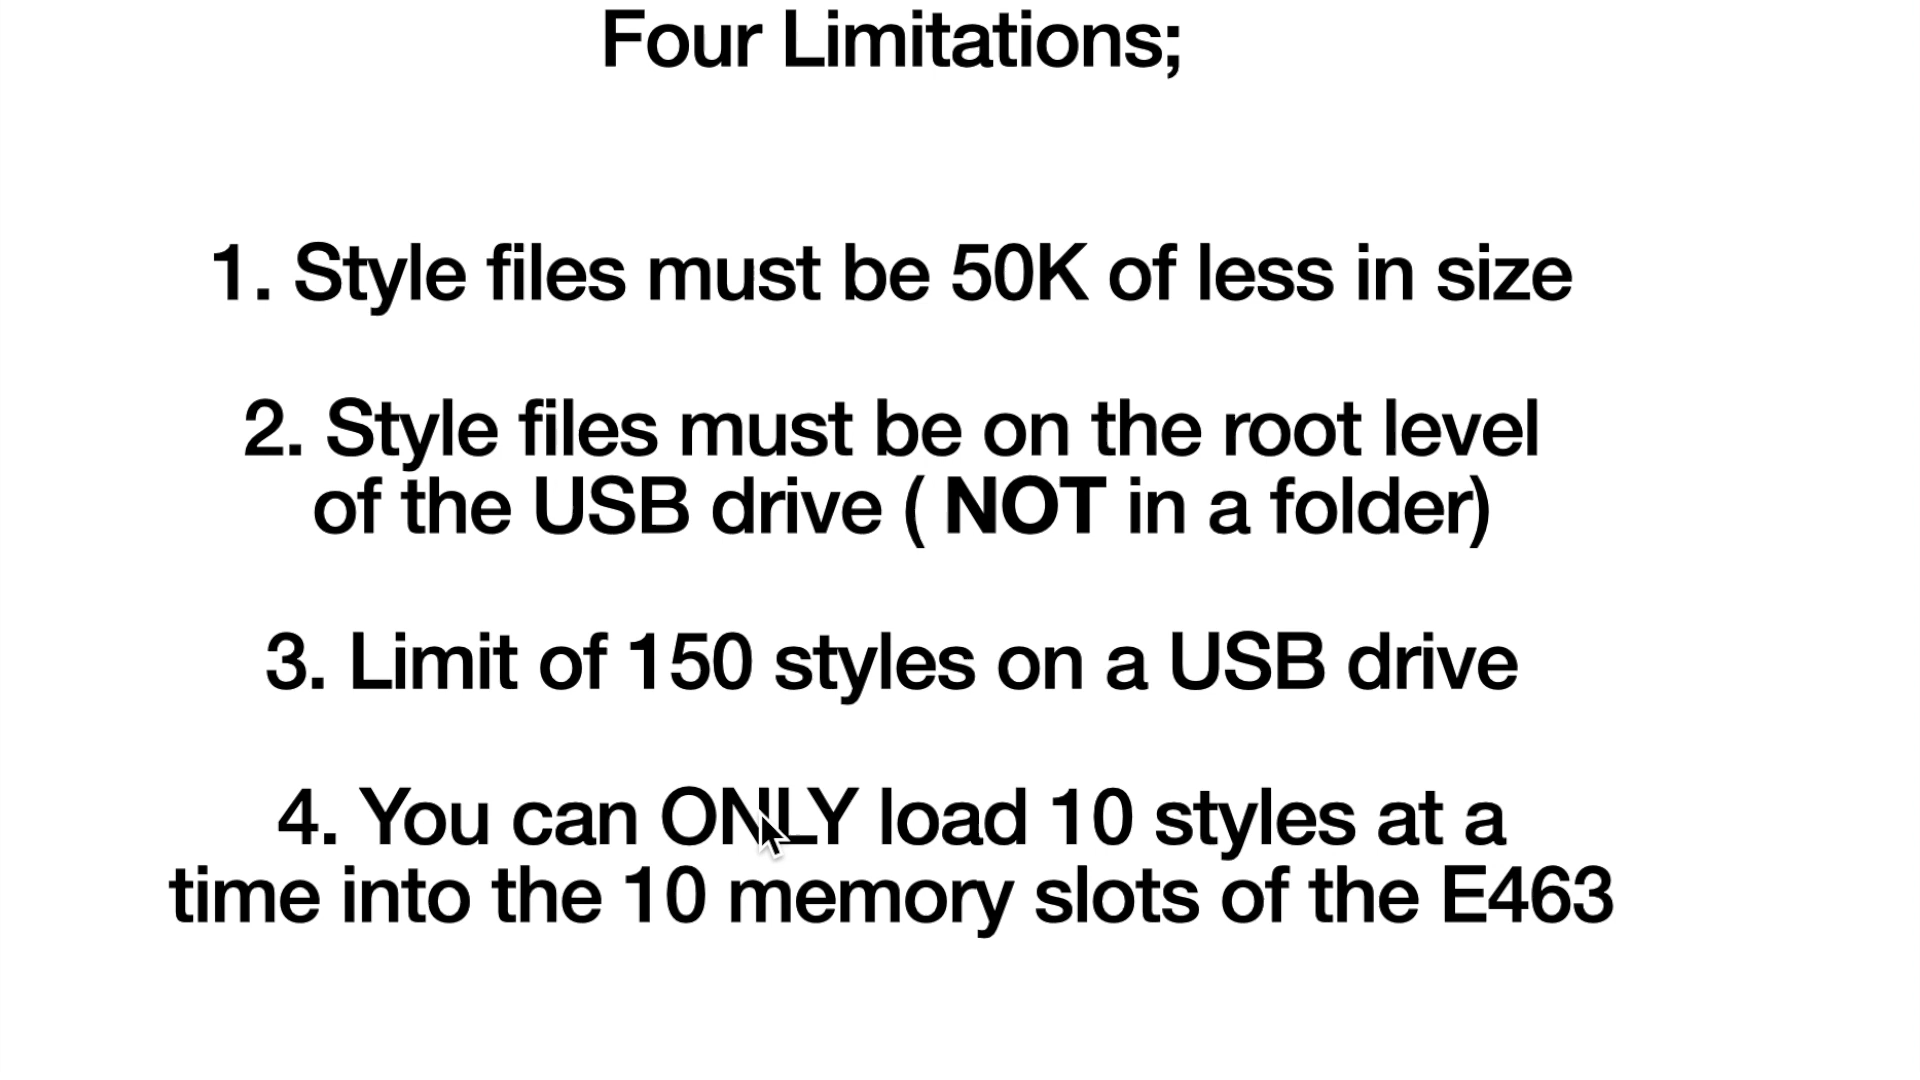 Four Limitations;
1. Style files must be 50K of less in size
2. Style files must be on the root level
of the USB drive ( NOT in a folder)
3. Limit of 150 styles on a USB drive
4. You can ONLY load 10 styles at a
time into the 10 memory slots of the E463